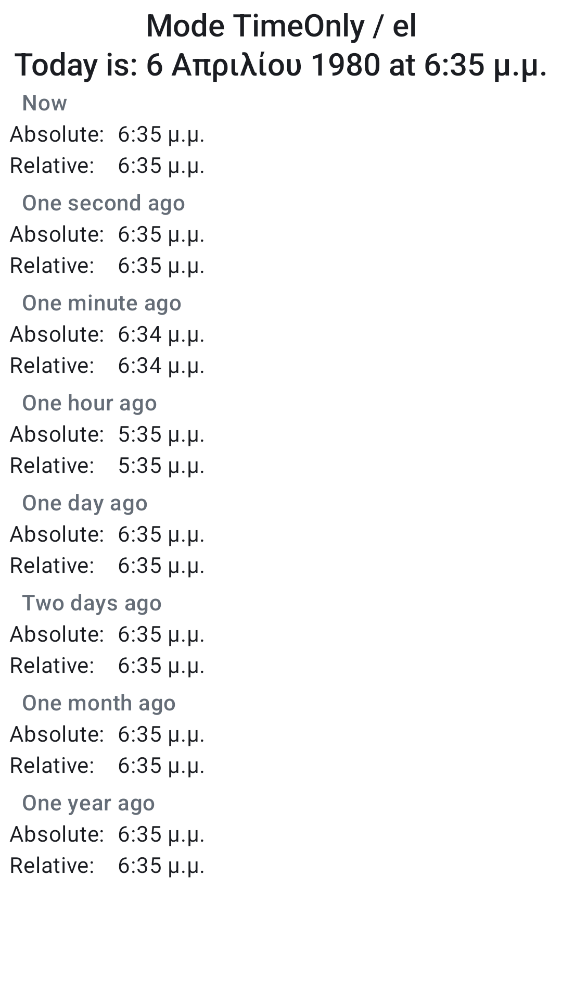 Mode TimeOnly / el
Today is: 6 Απριλίου 1980 at 6:35 μ.μ.
Now
Absolute: 6:35 μ.μ.
Relative: 6:35 μ.μ.
One second ago
Absolute: 6:35 μ.μ.
Relative: 6:35 μ.μ.
One minute ago
Absolute: 6:34 μ.μ.
Relative: 6:34 μ.μ.
One hour ago
Absolute: 5:35 μ.μ.
Relative: 5:35 μ.μ.
One day ago
Absolute: 6:35 μ.μ.
Relative: 6:35 μ.μ.
Two days ago
Absolute: 6:35 μ.μ.
Relative: 6:35 μ.μ.
One month ago
Absolute: 6:35 μ.μ.
Relative: 6:35 μ.μ.
One year ago
Absolute: 6:35 μ.μ.
Relative: 6:35 μ.μ.